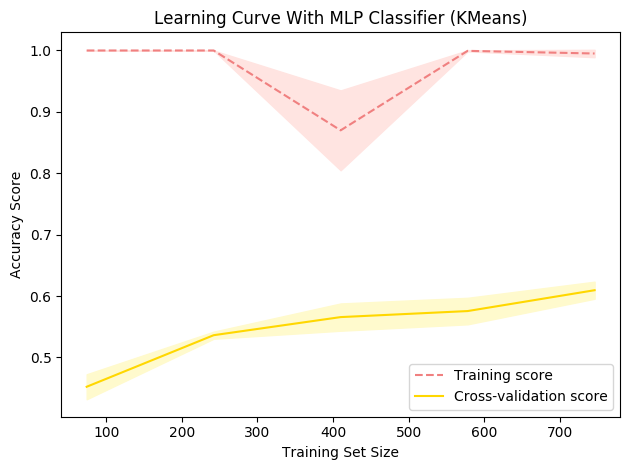 Learning Curve With MLP Classifier (KMeans)
1.0
0.9
0.8
0.7
0.6
0.5
Accuracy Score
Training score
Cross-validation score
100 200 300 400 500 600 700
Training Set Size